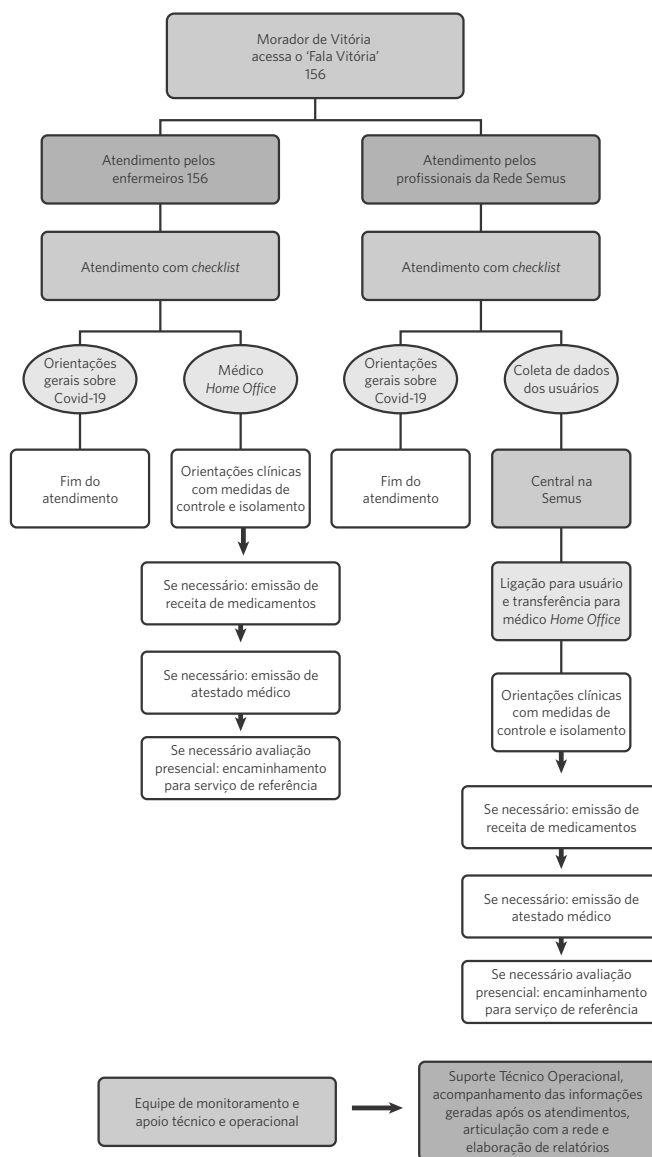 Morador de Vitória
acessa o 'Fala Vitória'
156
Atendimento pelos
enfermeiros 156
Atendimento pelos
profissionais da Rede Semus
Atendimento com checklist
Atendimento com checklist
Orientações
gerais sobre
Covid-19
Médico
Home Office
Orientações
gerais sobre
Covid-19
Coleta de dados
dos usuários
Fim do
atendimento
Orientações clínicas
com medidas de
controle e isolamento
Fim do
atendimento
Central na
Semus
Se necessário: emissão de
receita de medicamentos
Ligação para usuário
e transferência para
médico Home Office
Se necessário: emissão de
atestado médico
Orientações clínicas
com medidas de
controle e isolamento
Se necessário avaliação
presencial: encaminhamento
para serviço de referência
Se necessário: emissão de
receita de medicamentos
Se necessário: emissão de
atestado médico
Se necessário avaliação
presencial: encaminhamento
para serviço de referência
Equipe de monitoramento e
apoio técnico e operacional
Suporte Técnico Operacional,
acompanhamento das informações
geradas após os atendimentos,
articulação com a rede e
elaboração de relatórios